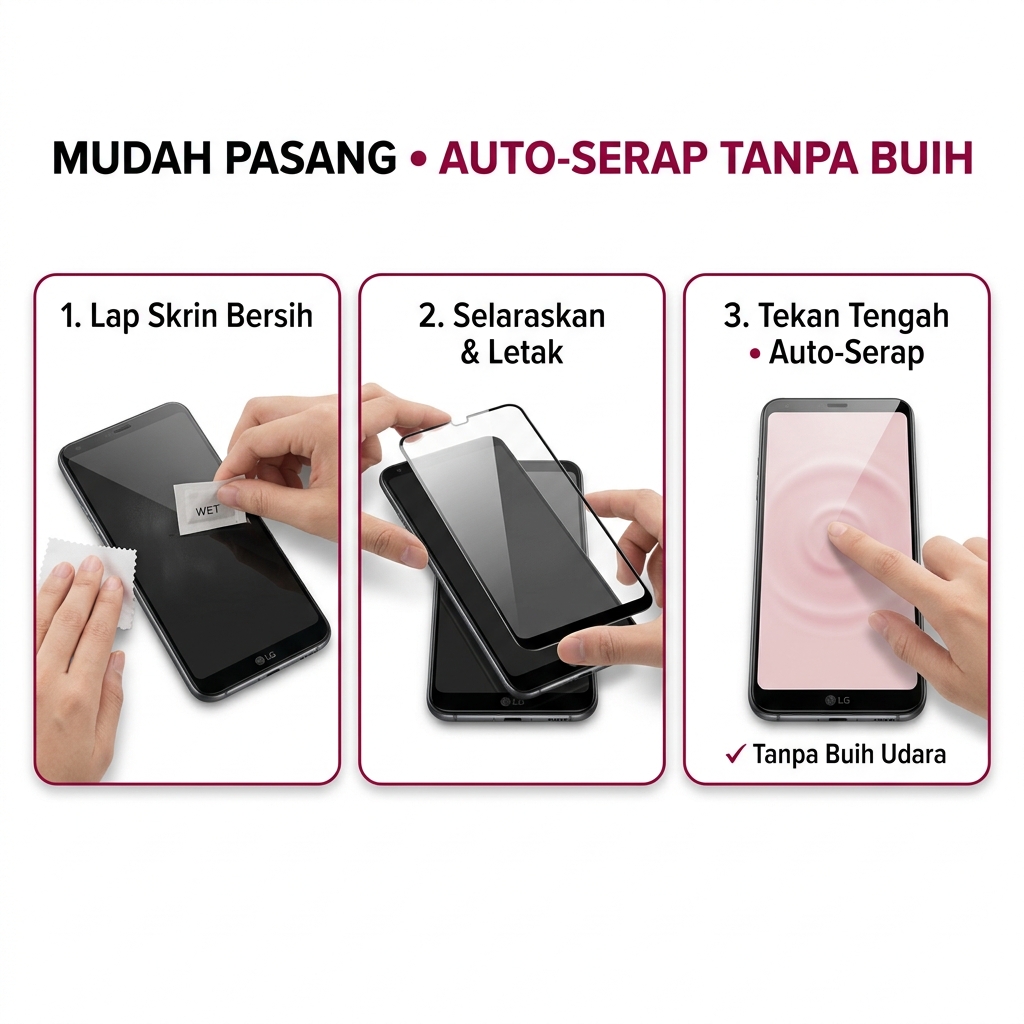 MUDAH PASANG • AUTO-SERAP TANPA BUIH
1. Lap Skrin Bersih
WET
LG
2. Selaraskan
& Letak
LG
3. Tekan Tengah
• Auto-Serap
LG
✓ Tanpa Buih Udara